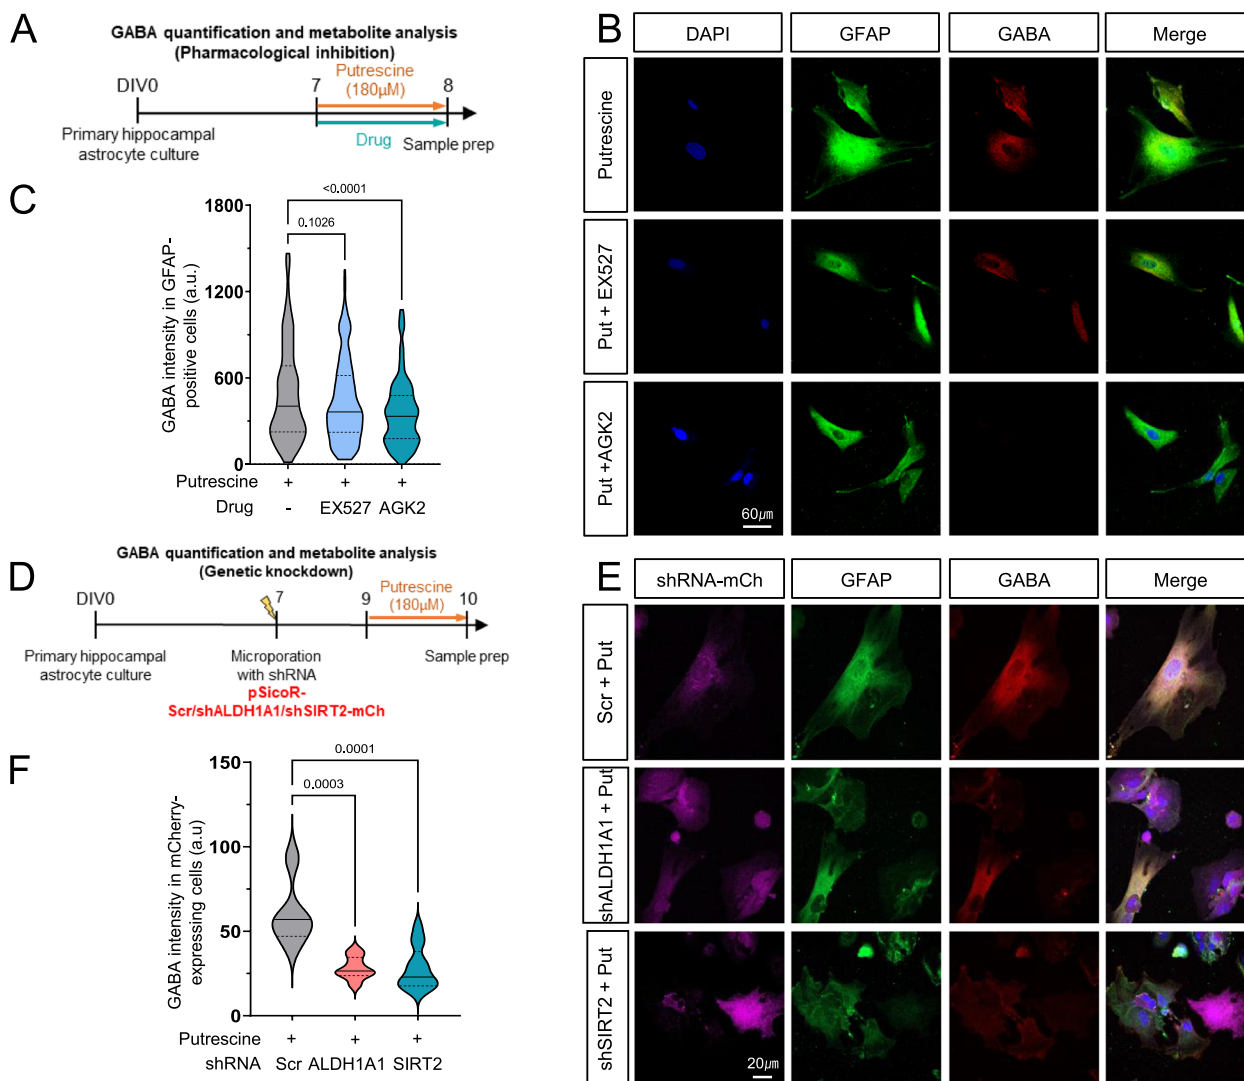 A
GABA quantification and metabolite analysis
(Pharmacological inhibition)
DIV0
7
Putrescine
(180μM)
8
Drug
Primary hippocampal
astrocyte culture
Sample prep
B
DAPI
GFAP
GABA
Merge
Putrescine
Put + EX527
Put +AGK2
60㎛
C
GABA intensity in GFAP-
positive cells (a.u.)
1800
1200
600
0
<0.0001
0.1026
Putrescine + + +
Drug - EX527 AGK2
D
GABA quantification and metabolite analysis
(Genetic knockdown)
DIV0
7
9
Putrescine
(180μM)
10
Primary hippocampal
astrocyte culture
Microporation
with shRNA
pSicoR-
Scr/shALDH1A1/shSIRT2-mCh
Sample prep
E
shRNA-mCh
GFAP
GABA
Merge
Scr + Put
shALDH1A1 + Put
shSIRT2 + Put
20㎛
F
GABA intensity in mCherry-
expressing cells (a.u)
150
100
50
0
0.0001
0.0003
Putrescine + + +
shRNA Scr ALDH1A1 SIRT2